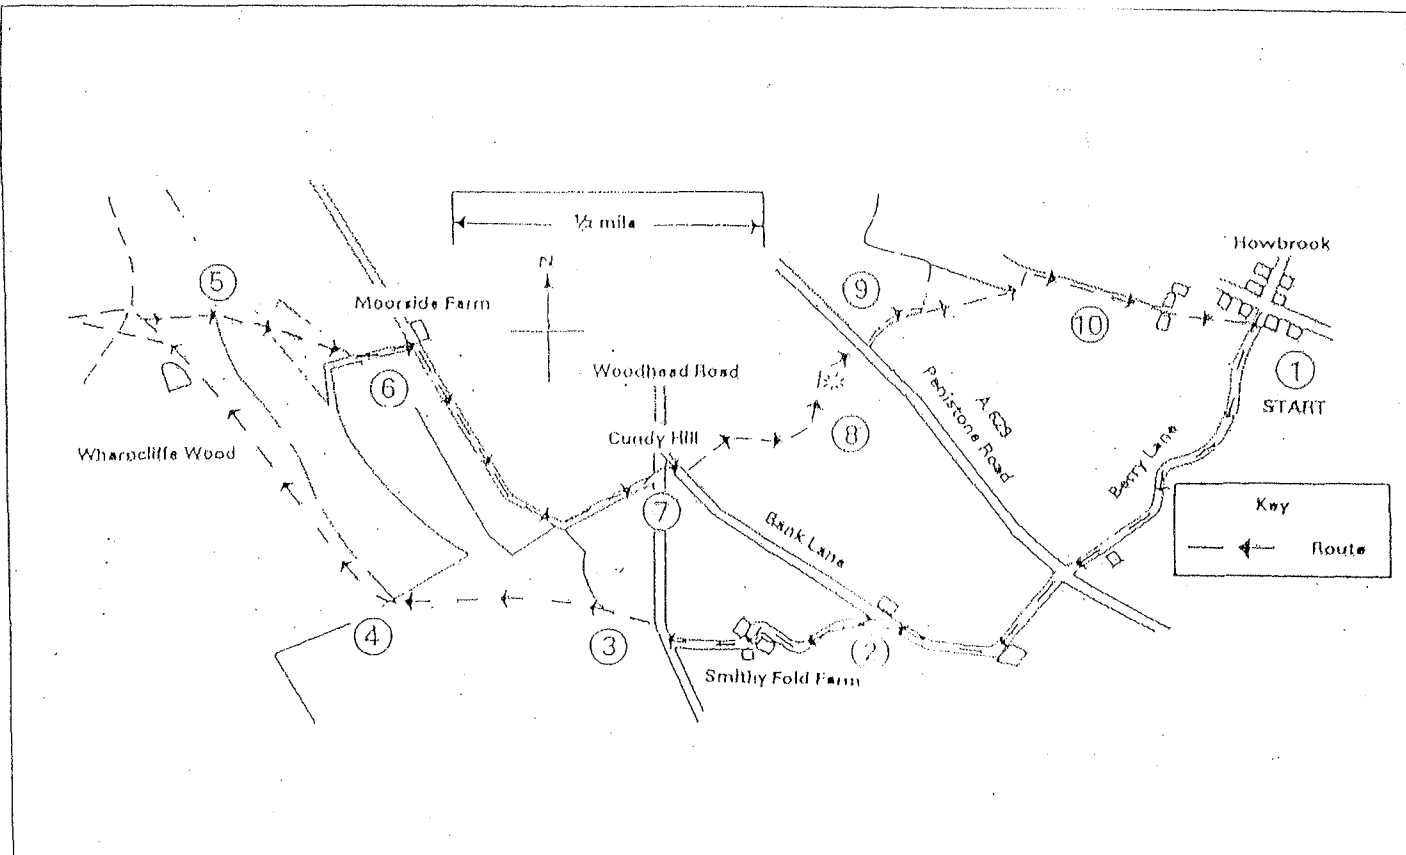 Howbrook
½ mile
N
5
9
Moorside Farm
10
1
START
Woodhead Road
6
A 629
Penistone Road
Cundy Hill
8
Wharncliffe Wood
Berry Lane
7
Key
Bank Lane
Route
4
3
2
Smithy Fold Farm